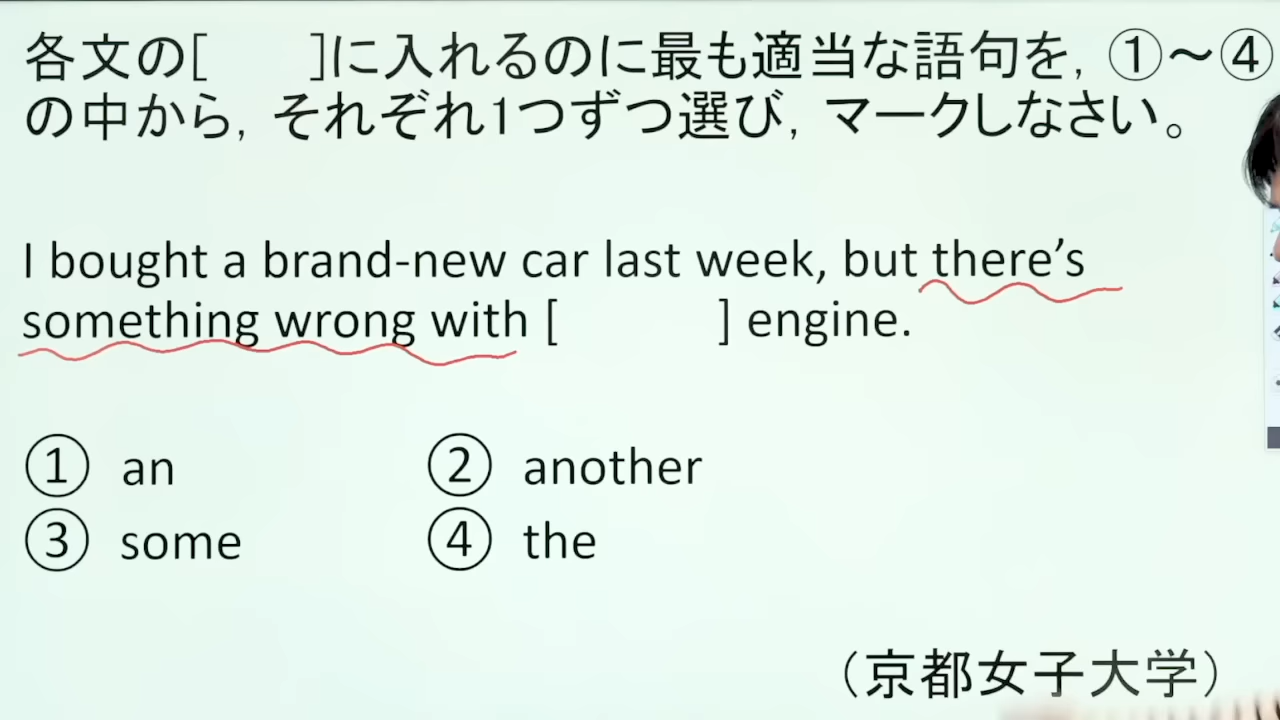 各文の[　　]に入れるのに最も適当な語句を，①～④
の中から，それぞれ1つずつ選び，マークしなさい。
I bought a brand-new car last week, but there's
something wrong with [ ] engine.
① an ② another
③ some ④ the
（京都女子大学）